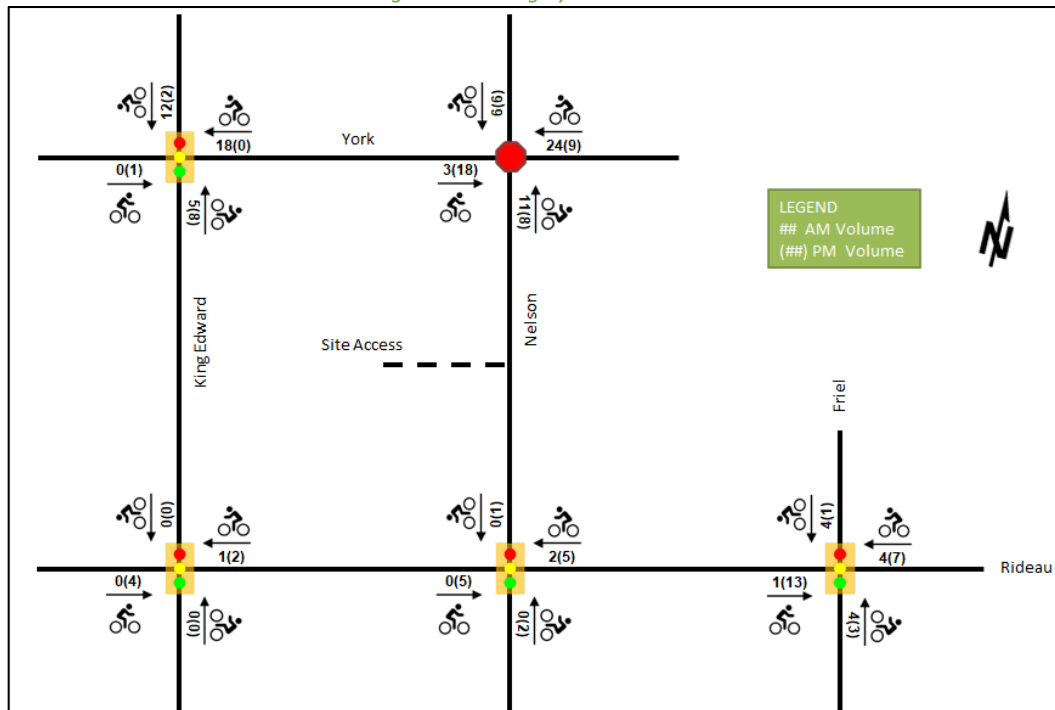 12(2)
18(0)
24(9)
York
0(1)
3(18)
5(8)
11(8)
LEGEND
## AM Volume
(##) PM Volume
N
King Edward
Nelson
Site Access
Friel
0(0)
0(1)
4(1)
1(2)
2(5)
4(7)
Rideau
0(4)
0(5)
1(13)
0(0)
0(2)
4(3)